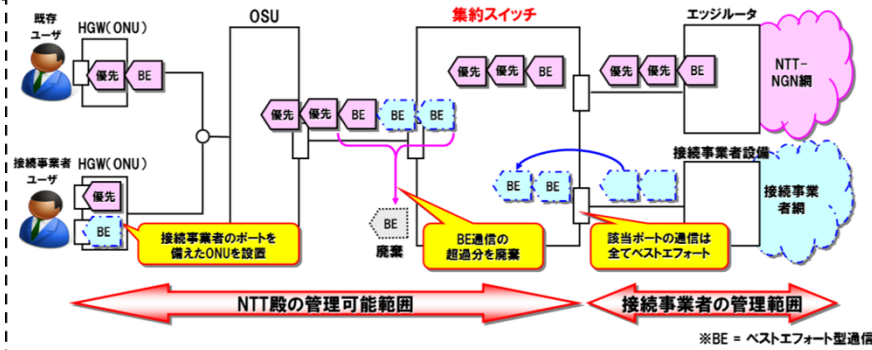 既存
ユーザ
HGW(ONU)
OSU
集約スイッチ
エッジルータ
優先
BE
優先
優先
BE
BE
BE
優先
優先
BE
優先
優先
BE
NTT-
NGN網
接続事業者
ユーザ
HGW(ONU)
優先
BE
接続事業者のポートを
備えたONUを設置
BE
廃棄
BE通信の
超過分を廃棄
BE
BE
該当ポートの通信は
全てベストエフォート
接続事業者設備
接続事業
者網
NTT殿の管理可能範囲
接続事業者の管理範囲
※BE = ベストエフォート型通信